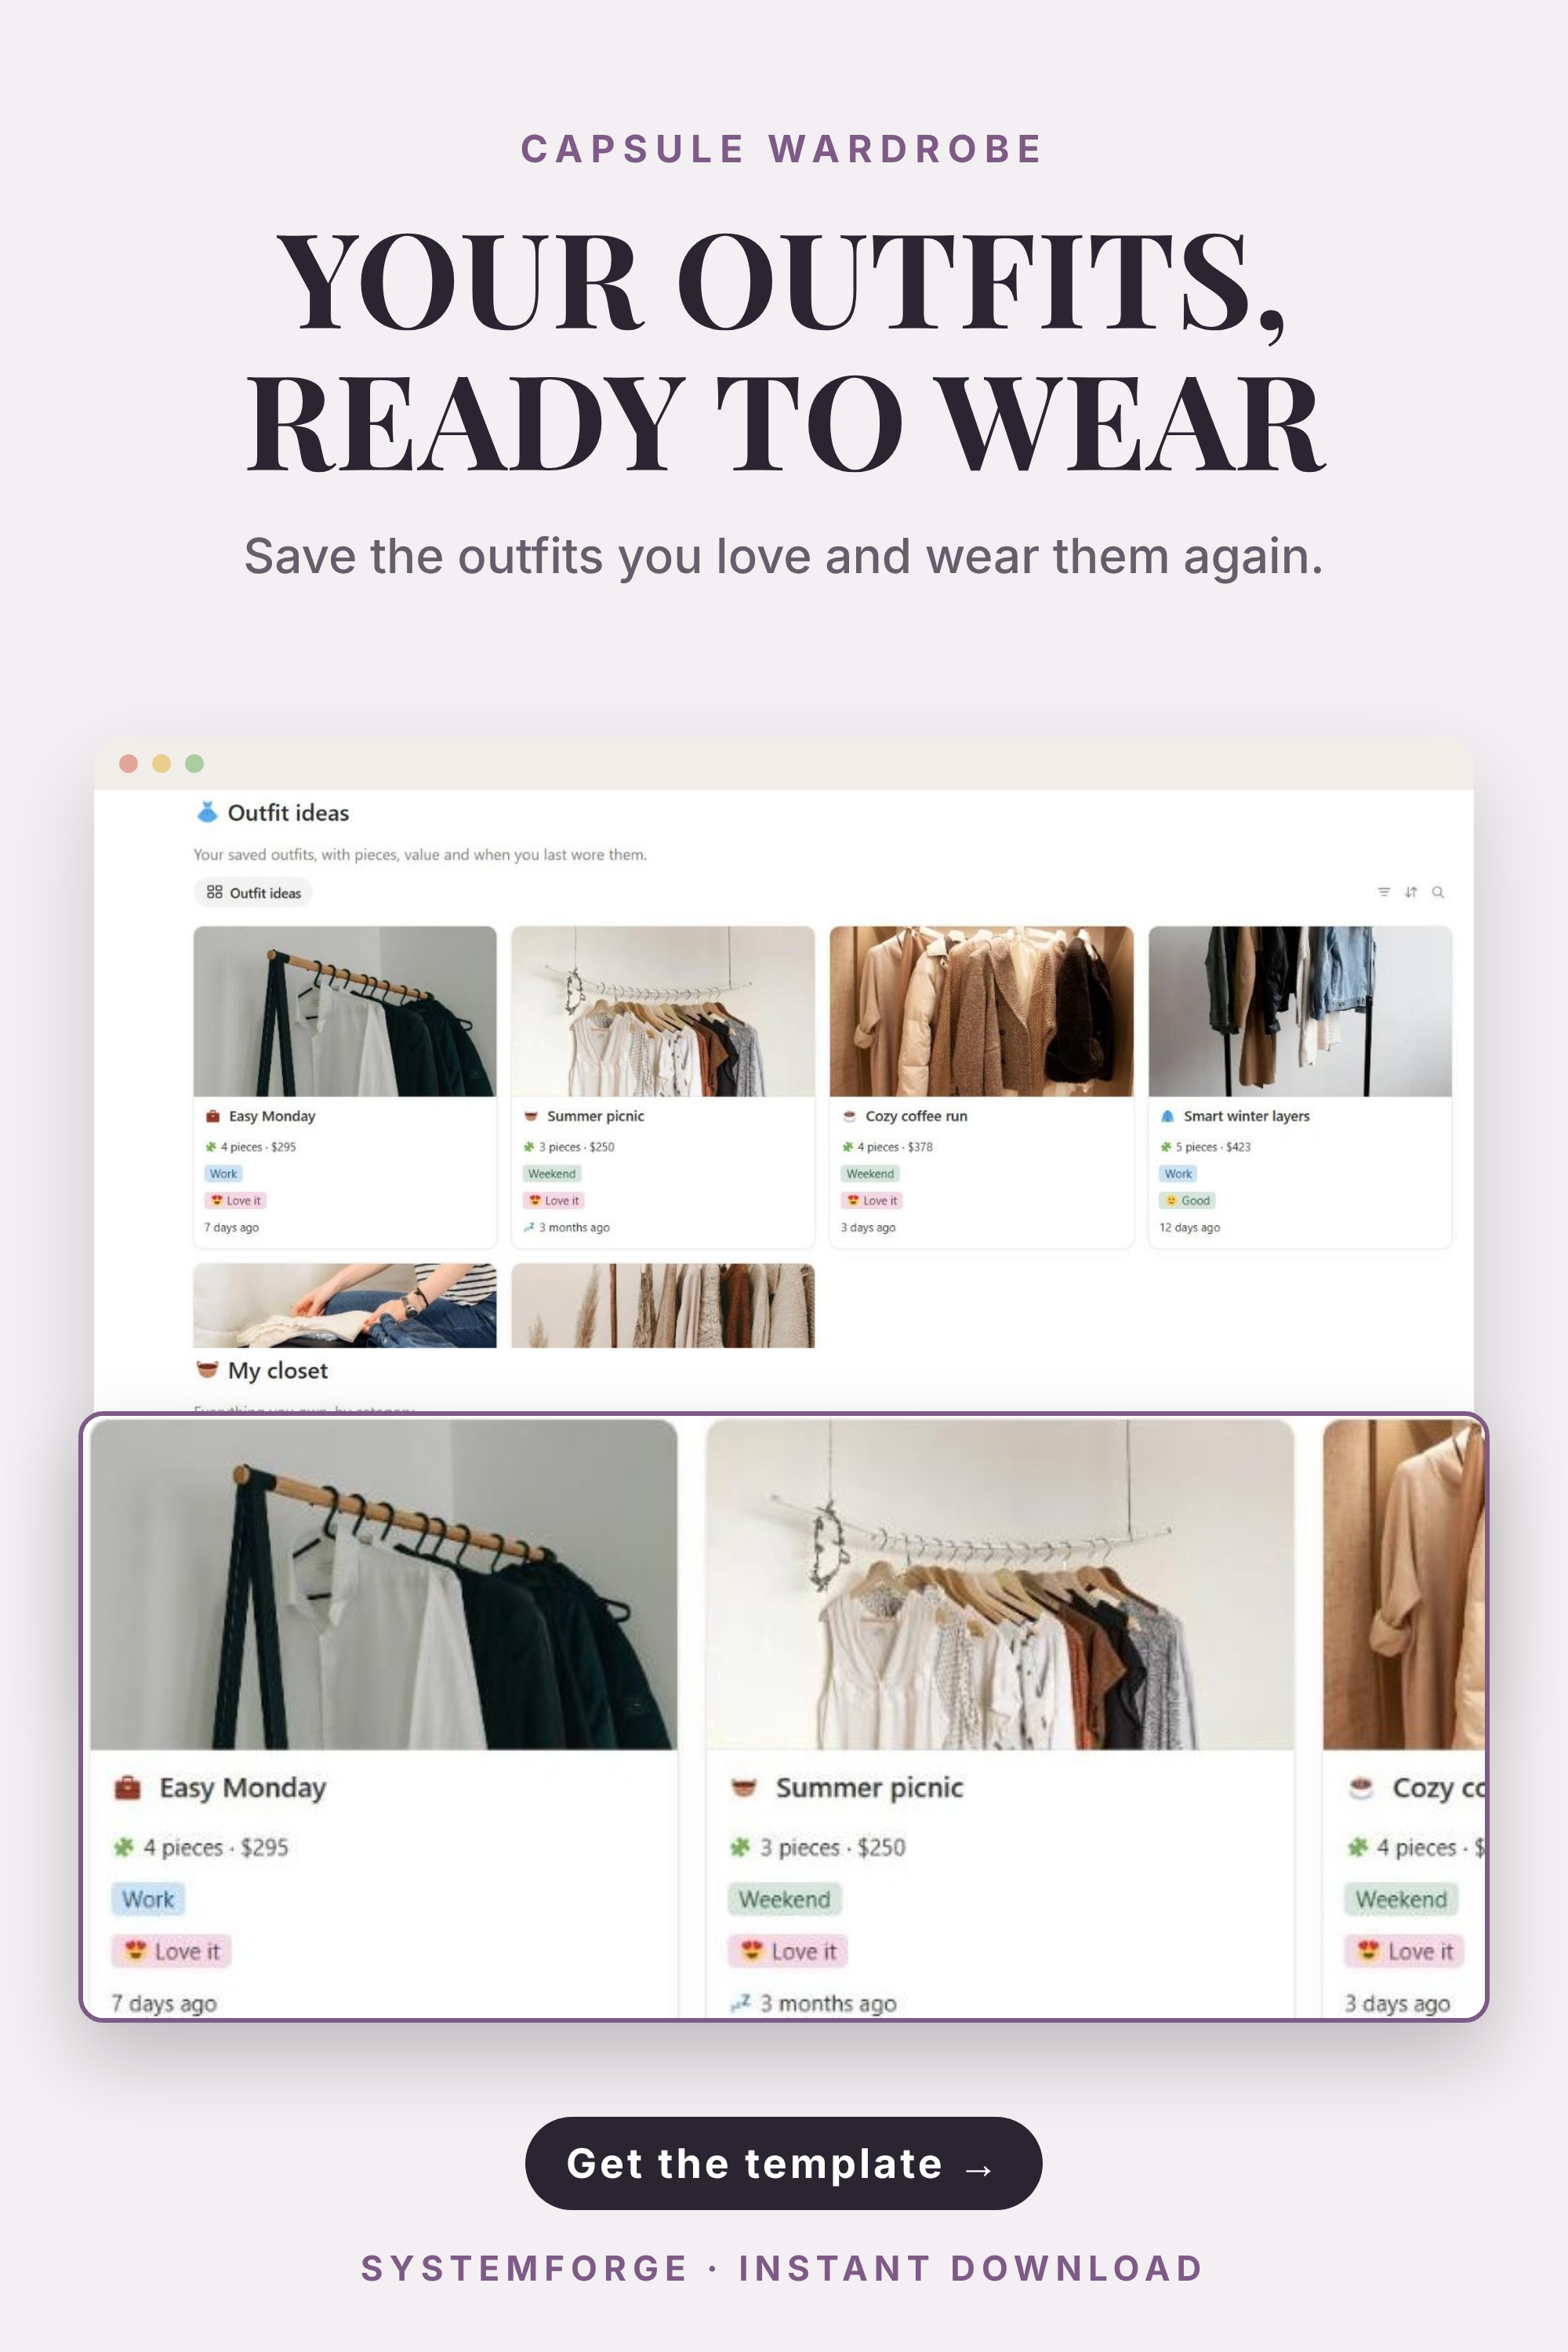 CAPSULE WARDROBE
YOUR OUTFITS,
READY TO WEAR
Save the outfits you love and wear them again.
Outfit ideas
Your saved outfits, with pieces, value and when you last wore them.
Outfit ideas
Easy Monday
4 pieces · $295
Work
😍 Love it
7 days ago
Summer picnic
3 pieces · $250
Weekend
😍 Love it
💤 3 months ago
Cozy coffee run
4 pieces · $378
Weekend
😍 Love it
3 days ago
Smart winter layers
5 pieces · $423
Work
🙂 Good
12 days ago
My closet
Easy Monday
4 pieces · $295
Work
😍 Love it
7 days ago
Summer picnic
3 pieces · $250
Weekend
😍 Love it
💤 3 months ago
Cozy co
4 pieces · $
Weekend
😍 Love it
3 days ago
Get the template →
SYSTEMFORGE · INSTANT DOWNLOAD